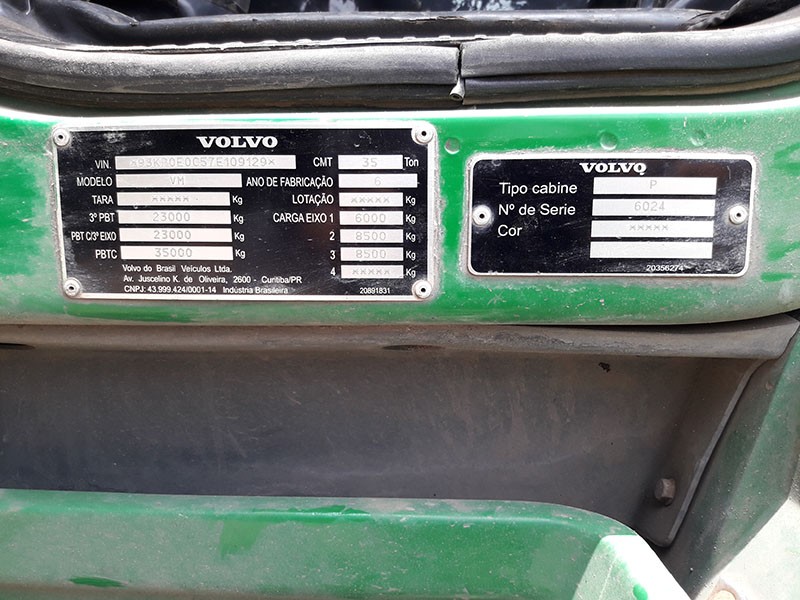 VOLVO
VIN. *93KK0E0C57E109129* CMT 35 Ton
MODELO VM ANO DE FABRICAÇÃO 6
TARA ***** Kg LOTAÇÃO ***** Kg
3º PBT 23000 Kg CARGA EIXO 1 6000 Kg
PBT C/3º EIXO 23000 Kg 2 8500 Kg
PBTC 35000 Kg 3 8500 Kg
4 ***** Kg
Volvo do Brasil Veículos Ltda.
Av. Juscelino K. de Oliveira, 2600 - Curitiba/PR
CNPJ: 43.999.424/0001-14 Indústria Brasileira 20891831
VOLVO
Tipo cabine P
Nº de Serie 6024
Cor *****
20356274